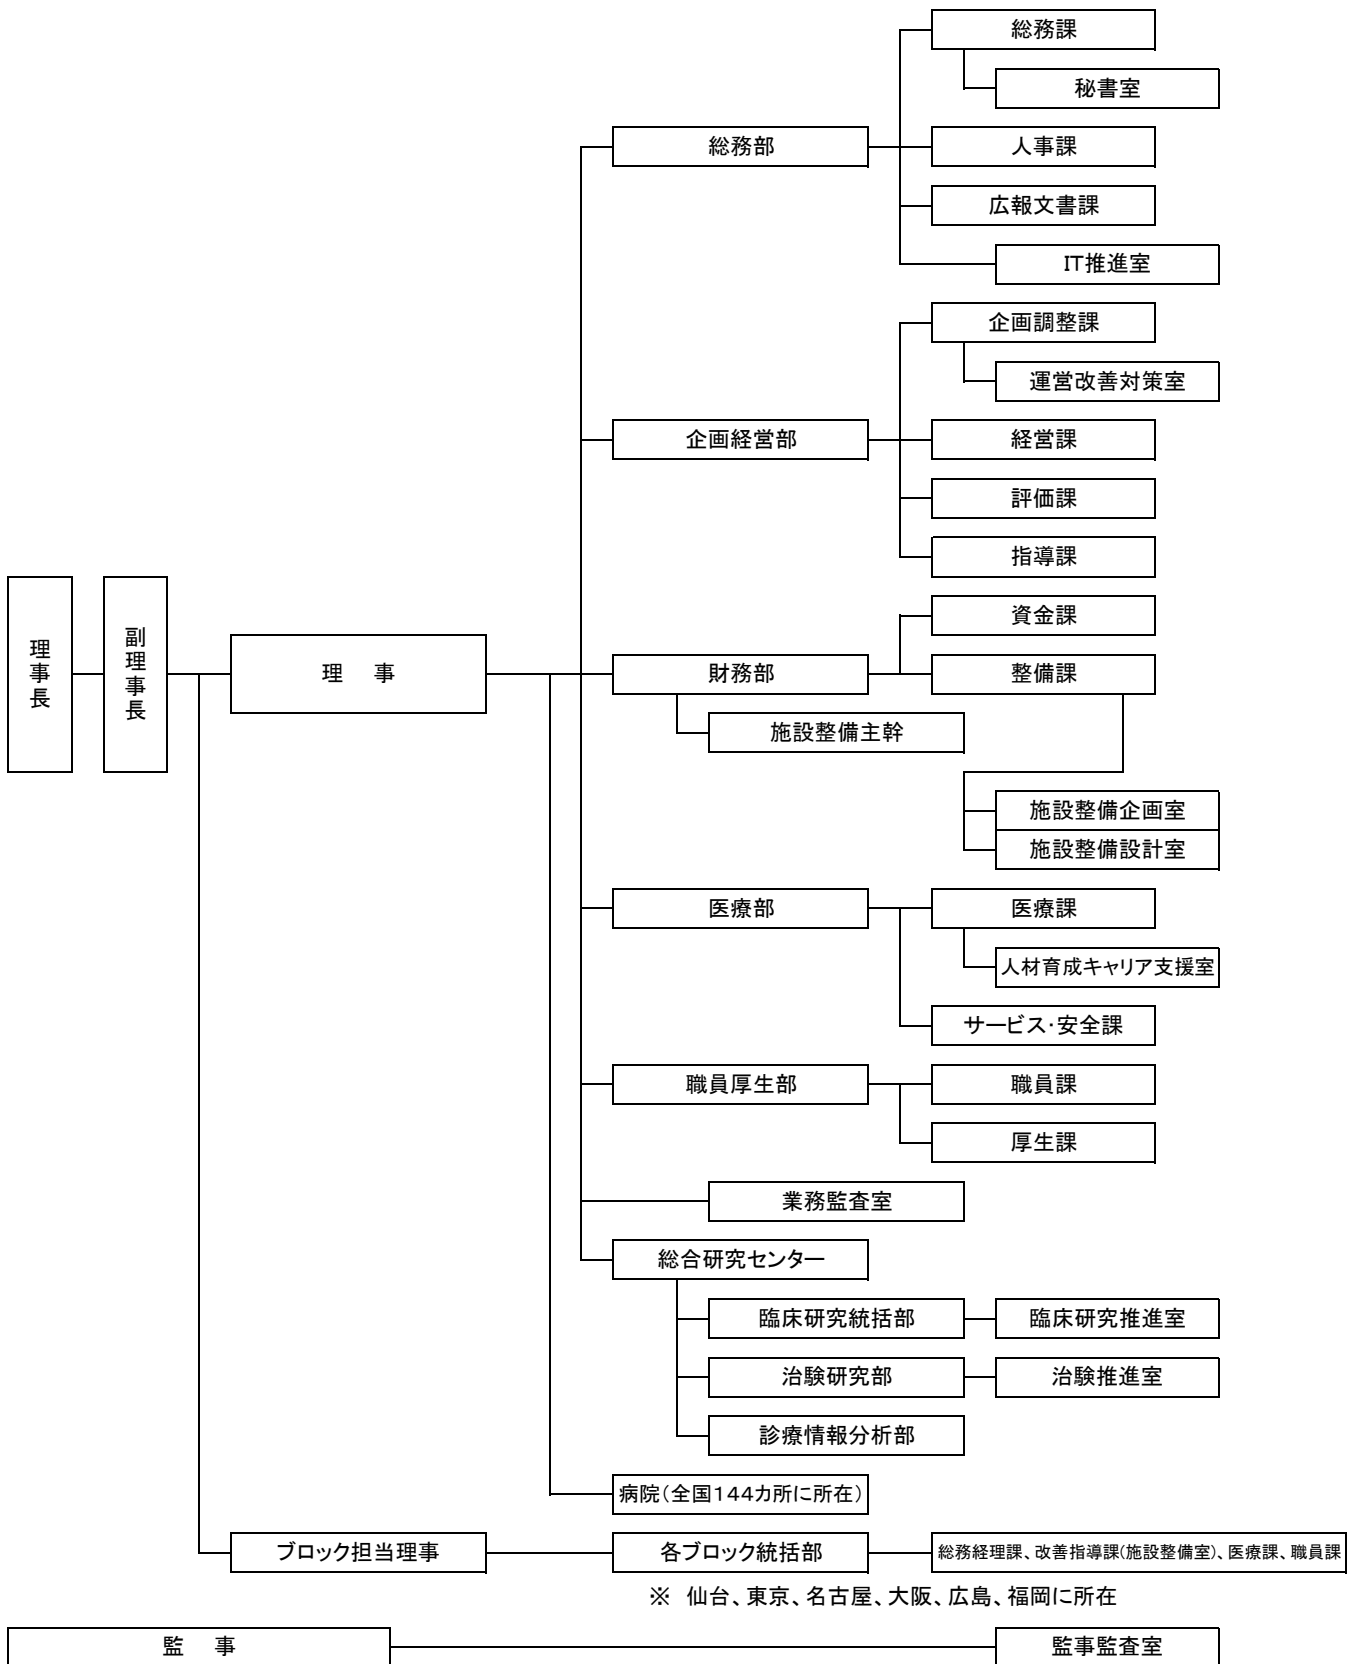 総務課
秘書室
総務部
人事課
広報文書課
IT推進室
企画調整課
運営改善対策室
企画経営部
経営課
評価課
指導課
理事長
副理事長
理　事
資金課
財務部
整備課
施設整備主幹
施設整備企画室
施設整備設計室
医療部
医療課
人材育成キャリア支援室
サービス・安全課
職員厚生部
職員課
厚生課
業務監査室
総合研究センター
臨床研究統括部
臨床研究推進室
治験研究部
治験推進室
診療情報分析部
病院(全国144カ所に所在)
ブロック担当理事
各ブロック統括部
総務経理課、改善指導課(施設整備室)、医療課、職員課
※　仙台、東京、名古屋、大阪、広島、福岡に所在
監　事
監事監査室